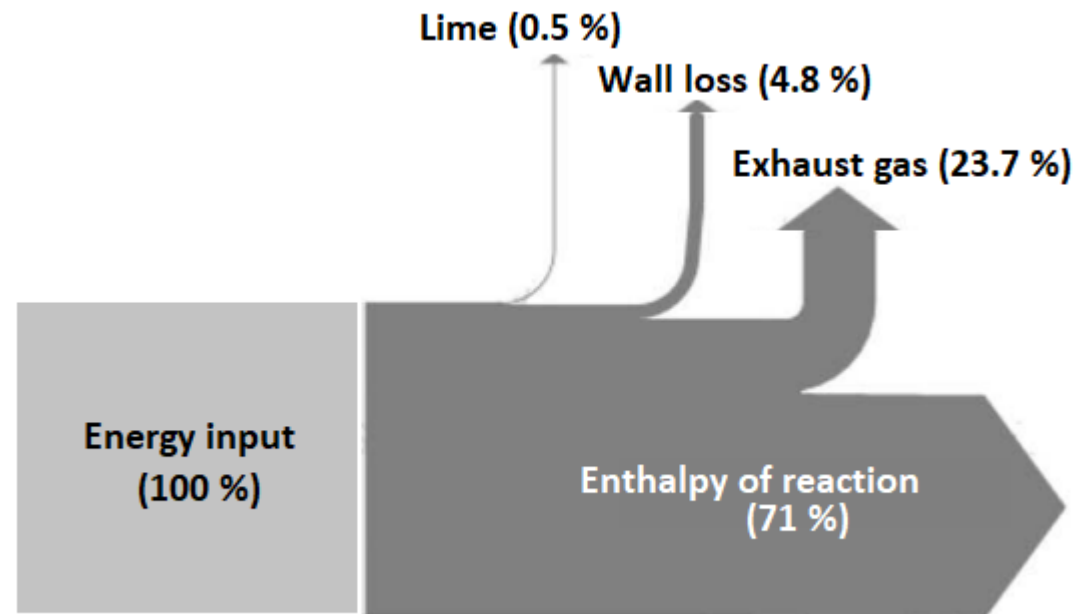 Lime (0.5 %)
Wall loss (4.8 %)
Exhaust gas (23.7 %)
Energy input
(100 %)
Enthalpy of reaction
(71 %)